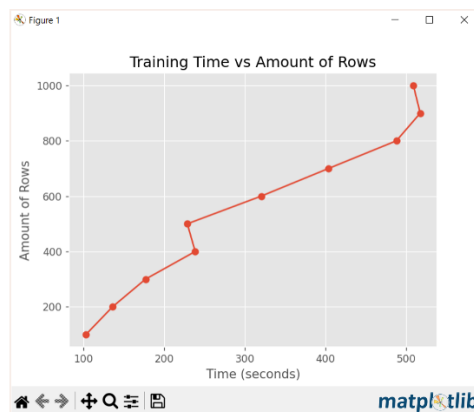 Figure 1
Training Time vs Amount of Rows
1000
800
600
400
200
Amount of Rows
100 200 300 400 500
Time (seconds)
matplotlib